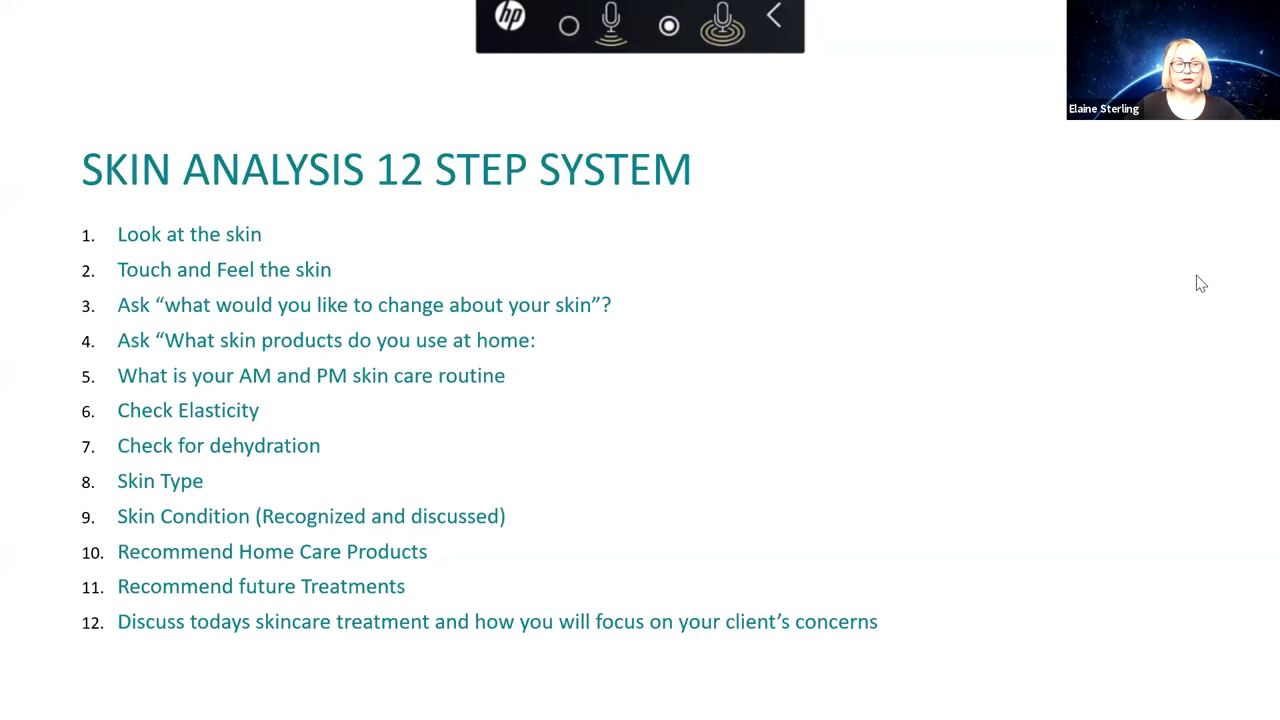 hp
Elaine Sterling
SKIN ANALYSIS 12 STEP SYSTEM
1. Look at the skin
2. Touch and Feel the skin
3. Ask “what would you like to change about your skin”?
4. Ask “What skin products do you use at home:
5. What is your AM and PM skin care routine
6. Check Elasticity
7. Check for dehydration
8. Skin Type
9. Skin Condition (Recognized and discussed)
10. Recommend Home Care Products
11. Recommend future Treatments
12. Discuss todays skincare treatment and how you will focus on your client’s concerns